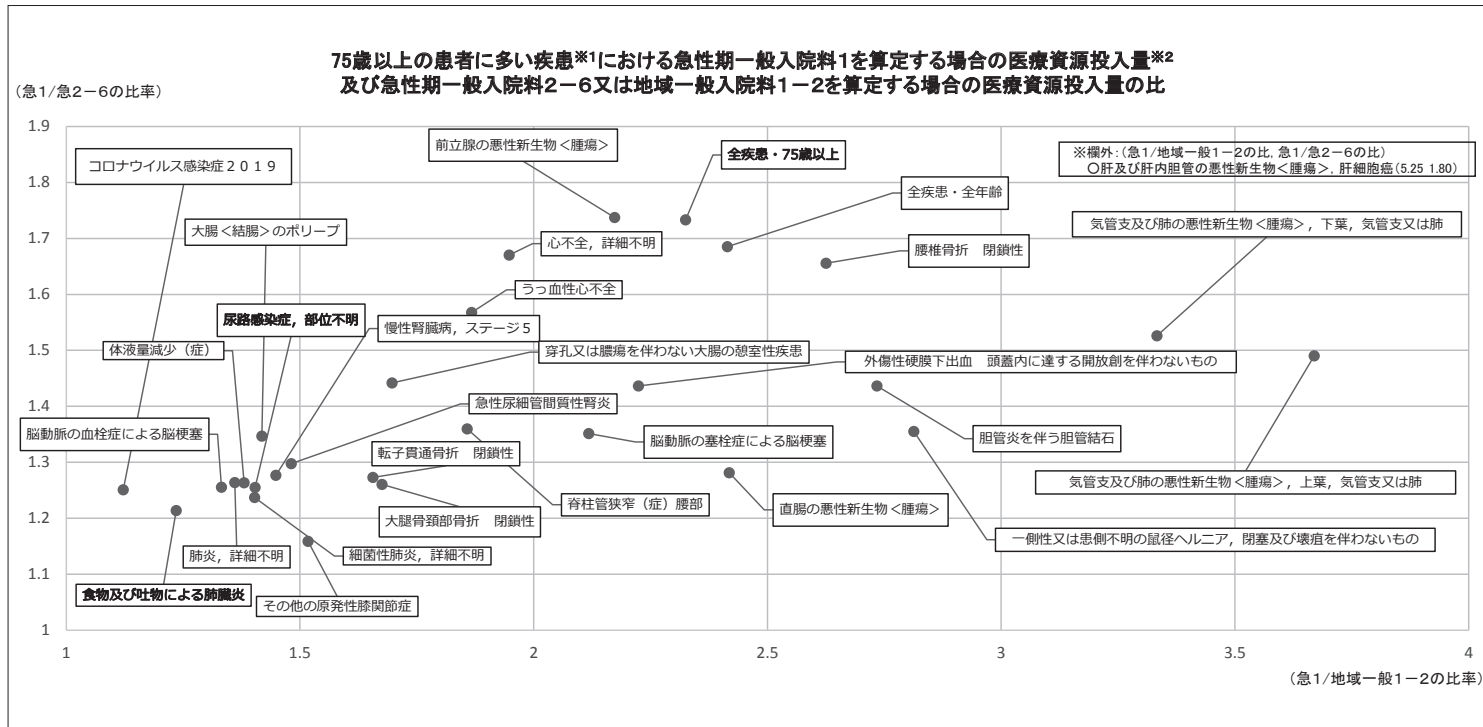 75歳以上の患者に多い疾患※1における急性期一般入院料1を算定する場合の医療資源投入量※2
及び急性期一般入院料2－6又は地域一般入院料1－2を算定する場合の医療資源投入量の比
（急1/急2－6の比率）
1.9
1.8
1.7
1.6
1.5
1.4
1.3
1.2
1.1
1
コロナウイルス感染症２０１９
前立腺の悪性新生物＜腫瘍＞
全疾患・75歳以上
※欄外：（急1/地域一般1－2の比, 急1/急2－6の比）
〇肝及び肝内胆管の悪性新生物＜腫瘍＞, 肝細胞癌(5.25 1.80)
全疾患・全年齢
大腸＜結腸＞のポリープ
心不全，詳細不明
気管支及び肺の悪性新生物＜腫瘍＞，下葉，気管支又は肺
腰椎骨折　閉鎖性
うっ血性心不全
尿路感染症，部位不明
慢性腎臓病，ステージ５
体液量減少（症）
穿孔又は膿瘍を伴わない大腸の憩室性疾患
外傷性硬膜下出血　頭蓋内に達する開放創を伴わないもの
急性尿細管間質性腎炎
脳動脈の血栓症による脳梗塞
転子貫通骨折　閉鎖性
脳動脈の塞栓症による脳梗塞
胆管炎を伴う胆管結石
気管支及び肺の悪性新生物＜腫瘍＞，上葉，気管支又は肺
脊柱管狭窄（症）腰部
直腸の悪性新生物＜腫瘍＞
大腿骨頸部骨折　閉鎖性
一側性又は患側不明の鼠径ヘルニア，閉塞及び壊疽を伴わないもの
肺炎，詳細不明
細菌性肺炎，詳細不明
食物及び吐物による肺臓炎
その他の原発性膝関節症
1
1.5
2
2.5
3
3.5
4
（急1/地域一般1－2の比率）